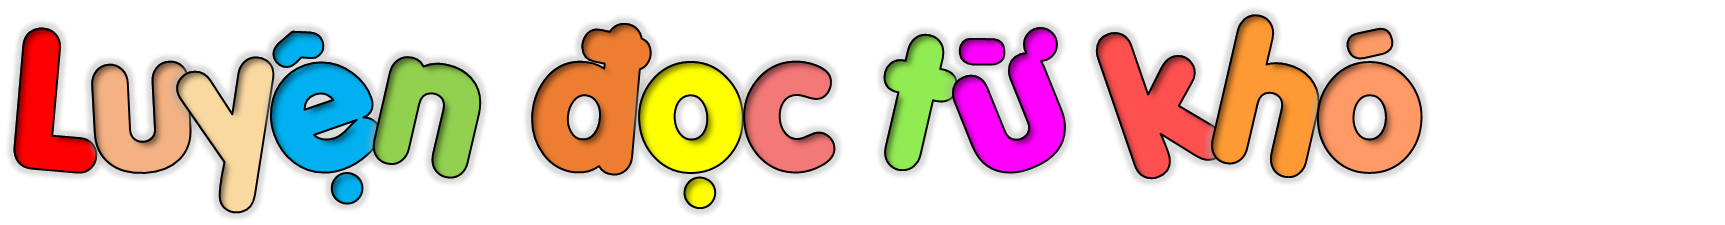 Luyện đọc từ khó